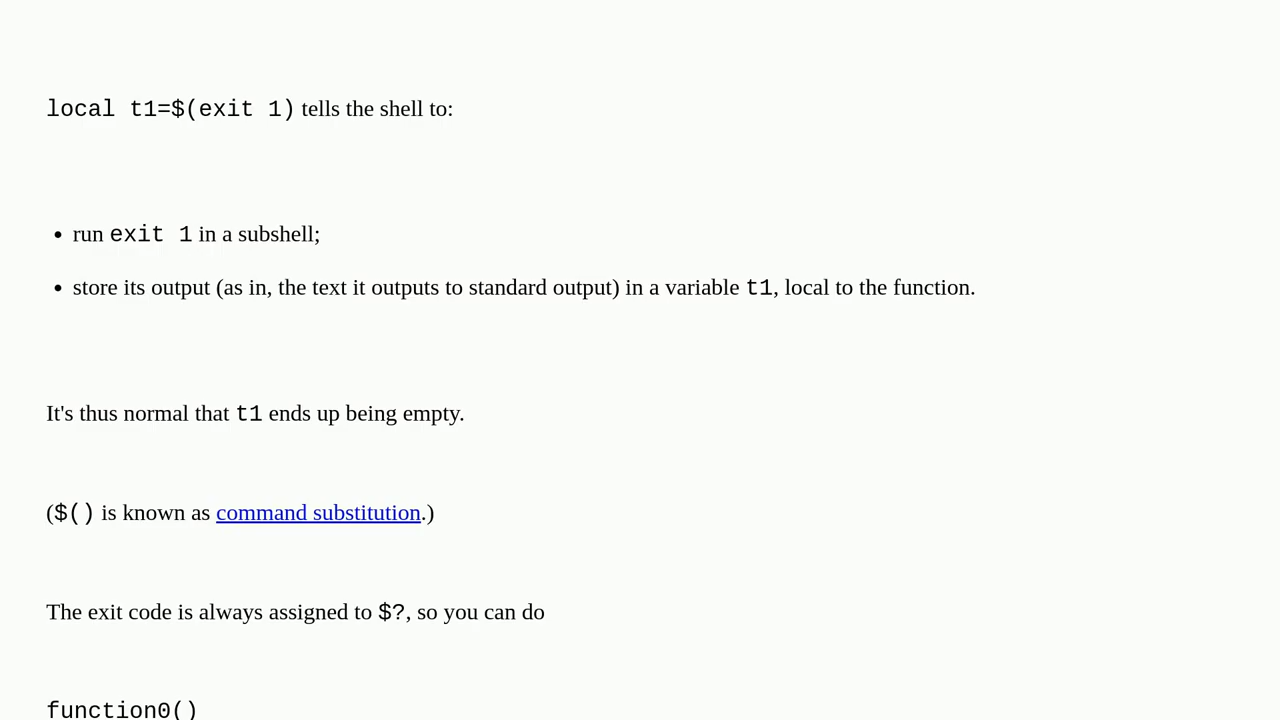 local t1=$(exit 1) tells the shell to:
• run exit 1 in a subshell;
• store its output (as in, the text it outputs to standard output) in a variable t1, local to the function.
It's thus normal that t1 ends up being empty.
($() is known as command substitution.)
The exit code is always assigned to $?, so you can do
function0()